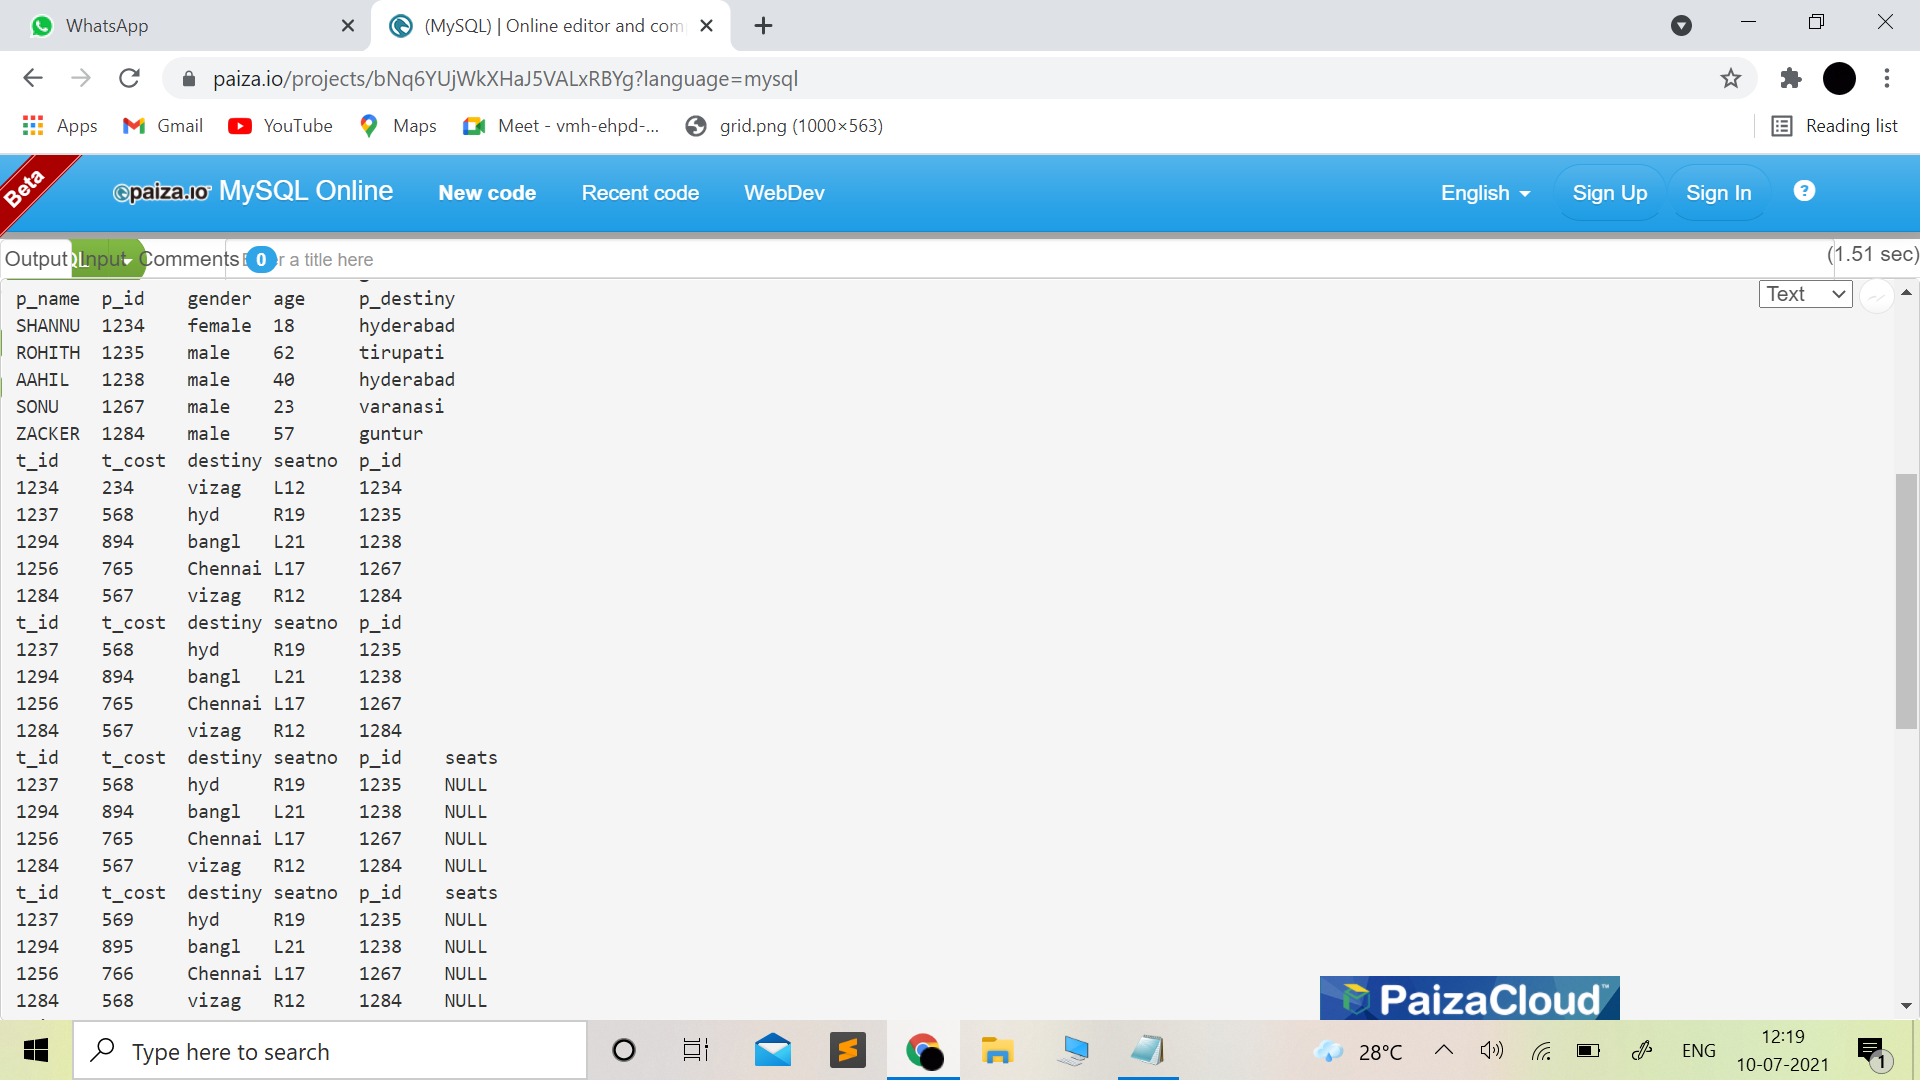 WhatsApp
(MySQL) | Online editor and com
paiza.io/projects/bNq6YUjWkXHaJ5VALxRBYg?language=mysql
Apps Gmail YouTube Maps Meet - vmh-ehpd-... grid.png (1000×563) Reading list
Beta
paiza.IO MySQL Online New code Recent code WebDev English Sign Up Sign In ?
Output Input Comments 0 r a title here (1.51 sec)
Text
p_name p_id gender age p_destiny
SHANNU 1234 female 18 hyderabad
ROHITH 1235 male 62 tirupati
AAHIL 1238 male 40 hyderabad
SONU 1267 male 23 varanasi
ZACKER 1284 male 57 guntur
t_id t_cost destiny seatno p_id
1234 234 vizag L12 1234
1237 568 hyd R19 1235
1294 894 bangl L21 1238
1256 765 Chennai L17 1267
1284 567 vizag R12 1284
t_id t_cost destiny seatno p_id
1237 568 hyd R19 1235
1294 894 bangl L21 1238
1256 765 Chennai L17 1267
1284 567 vizag R12 1284
t_id t_cost destiny seatno p_id seats
1237 568 hyd R19 1235 NULL
1294 894 bangl L21 1238 NULL
1256 765 Chennai L17 1267 NULL
1284 567 vizag R12 1284 NULL
t_id t_cost destiny seatno p_id seats
1237 569 hyd R19 1235 NULL
1294 895 bangl L21 1238 NULL
1256 766 Chennai L17 1267 NULL
1284 568 vizag R12 1284 NULL
PaizaCloud™
Type here to search
28°C
ENG
12:19
10-07-2021
1